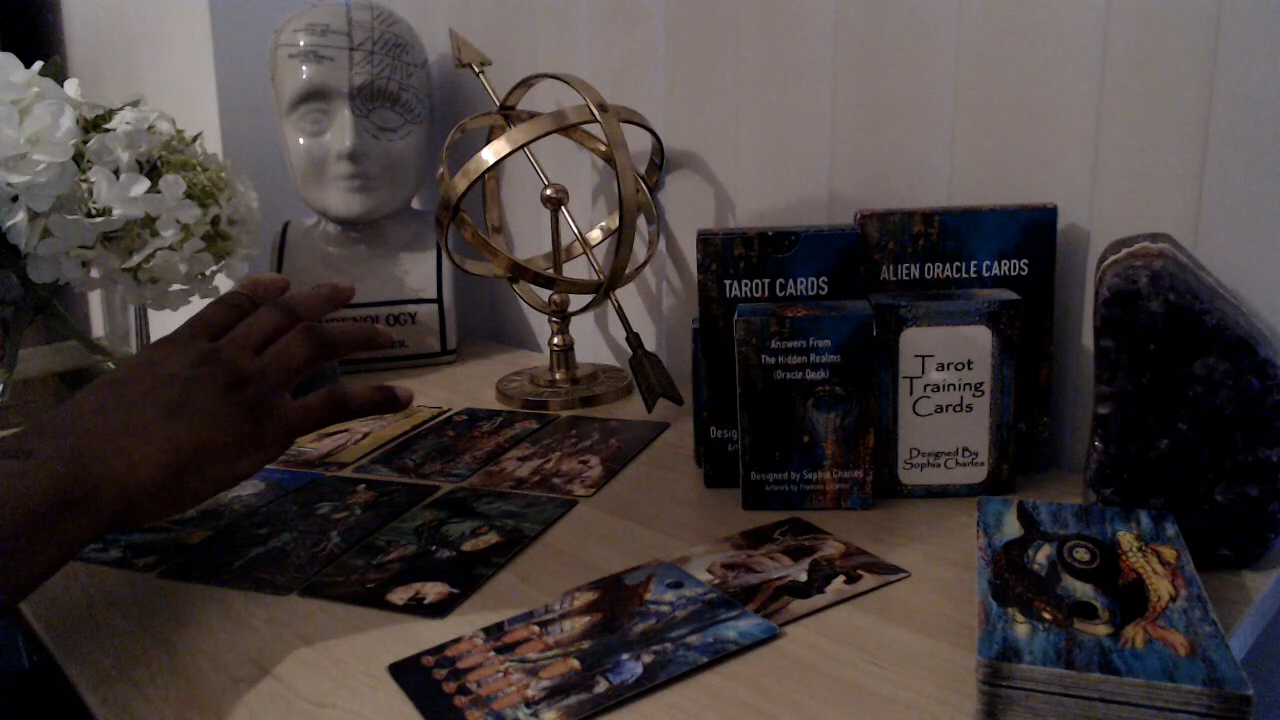 TAROT CARDS
ALIEN ORACLE CARDS
Answers From
The Hidden Realms
(Oracle Deck)
Designed by Sophia Charles
Tarot
Training
Cards
Designed By
Sophia Charles